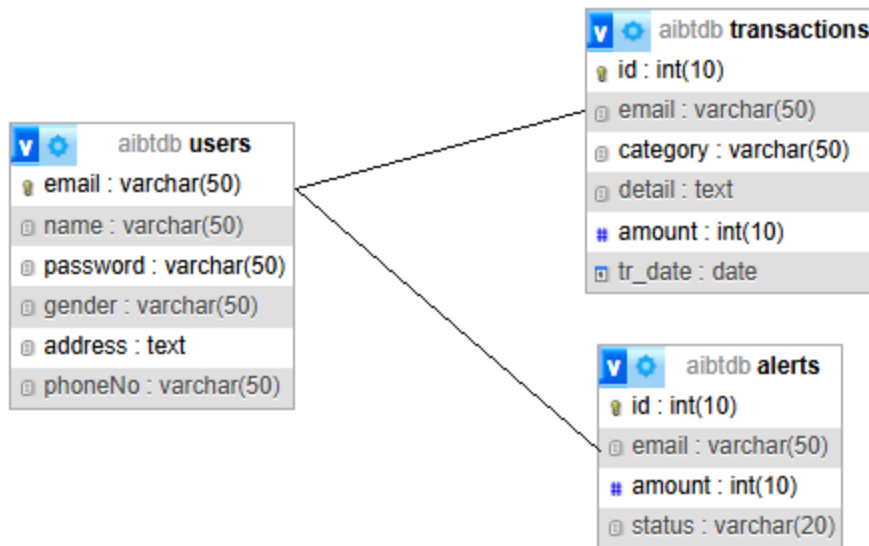 aibtdb users
email : varchar(50)
name : varchar(50)
password : varchar(50)
gender : varchar(50)
address : text
phoneNo : varchar(50)
aibtdb transactions
id : int(10)
email : varchar(50)
category : varchar(50)
detail : text
# amount : int(10)
tr_date : date
aibtdb alerts
id : int(10)
email : varchar(50)
# amount : int(10)
status : varchar(20)